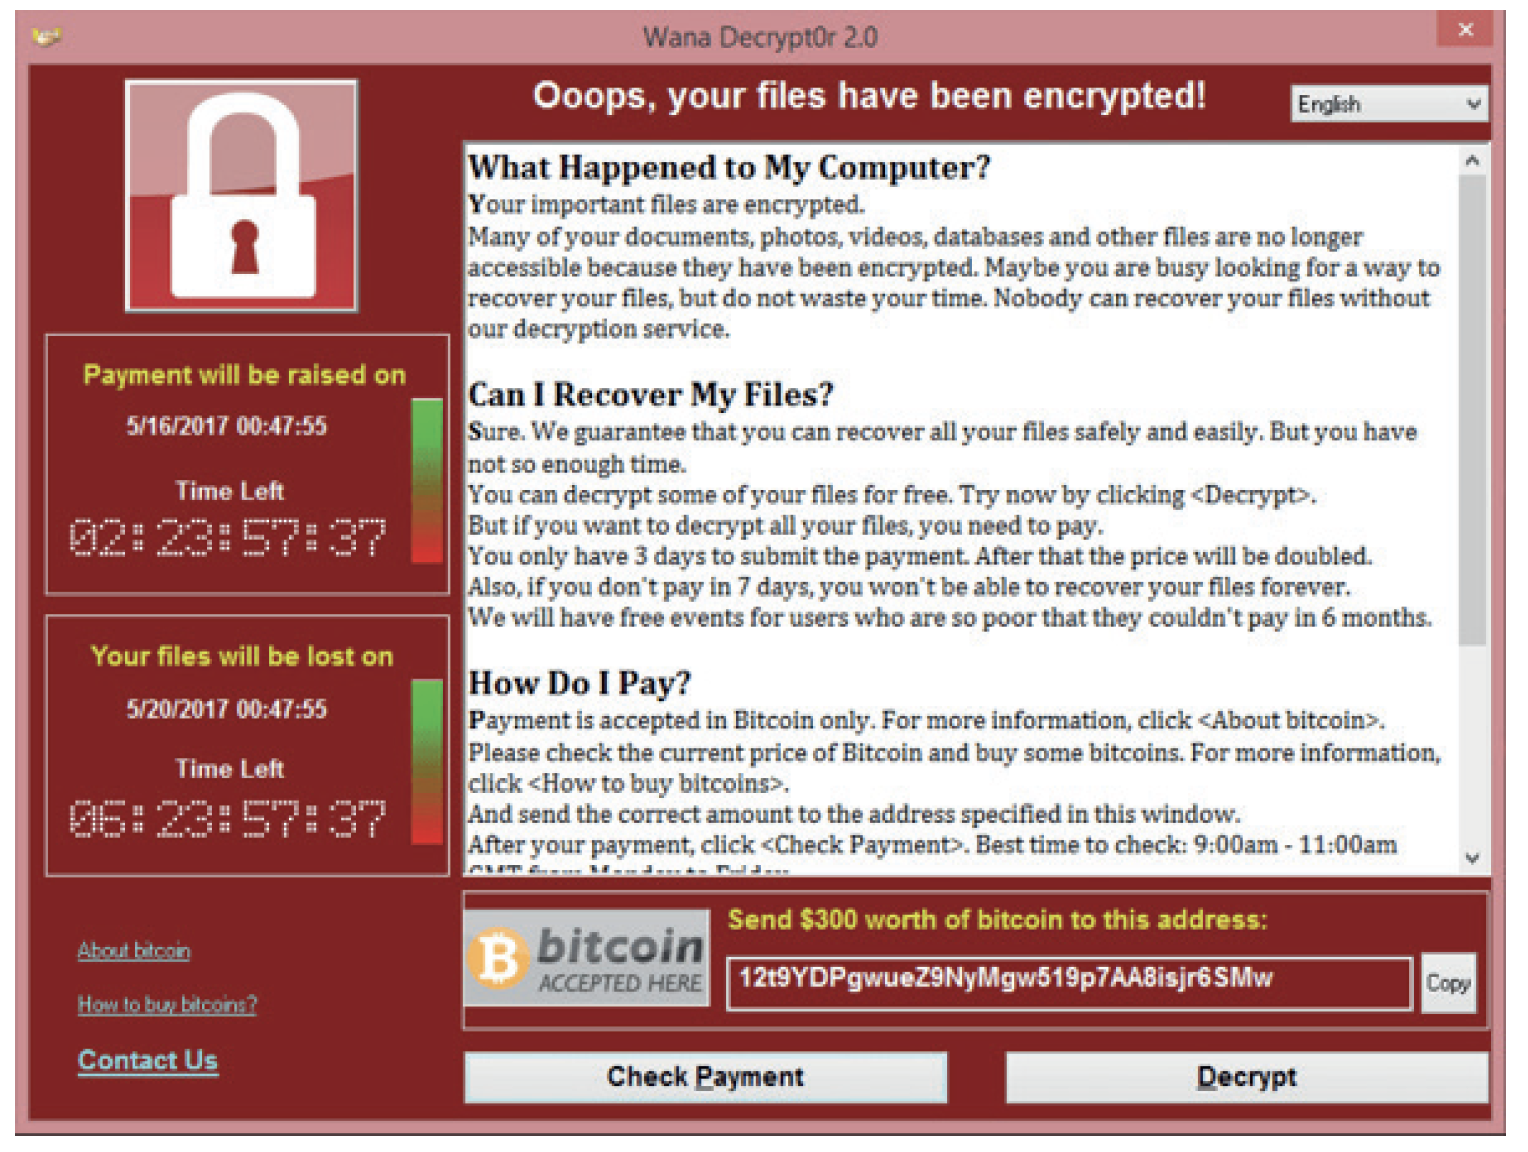 Wana Decrypt0r 2.0
x
Ooops, your files have been encrypted!
English
Payment will be raised on
5/16/2017 00:47:55
Time Left
02:23:57:37
Your files will be lost on
5/20/2017 00:47:55
Time Left
06:23:57:37
About bitcoin
How to buy bitcoins?
Contact Us
What Happened to My Computer?
Your important files are encrypted.
Many of your documents, photos, videos, databases and other files are no longer
accessible because they have been encrypted. Maybe you are busy looking for a way to
recover your files, but do not waste your time. Nobody can recover your files without
our decryption service.
Can I Recover My Files?
Sure. We guarantee that you can recover all your files safely and easily. But you have
not so enough time.
You can decrypt some of your files for free. Try now by clicking <Decrypt>.
But if you want to decrypt all your files, you need to pay.
You only have 3 days to submit the payment. After that the price will be doubled.
Also, if you don't pay in 7 days, you won't be able to recover your files forever.
We will have free events for users who are so poor that they couldn't pay in 6 months.
How Do I Pay?
Payment is accepted in Bitcoin only. For more information, click <About bitcoin>.
Please check the current price of Bitcoin and buy some bitcoins. For more information,
click <How to buy bitcoins>.
And send the correct amount to the address specified in this window.
After your payment, click <Check Payment>. Best time to check: 9:00am - 11:00am
GMT from Monday to Friday
bitcoin
ACCEPTED HERE
Send $300 worth of bitcoin to this address:
12t9YDPgwueZ9NyMgw519p7AA8isjr6SMw
Copy
Check Payment
Decrypt